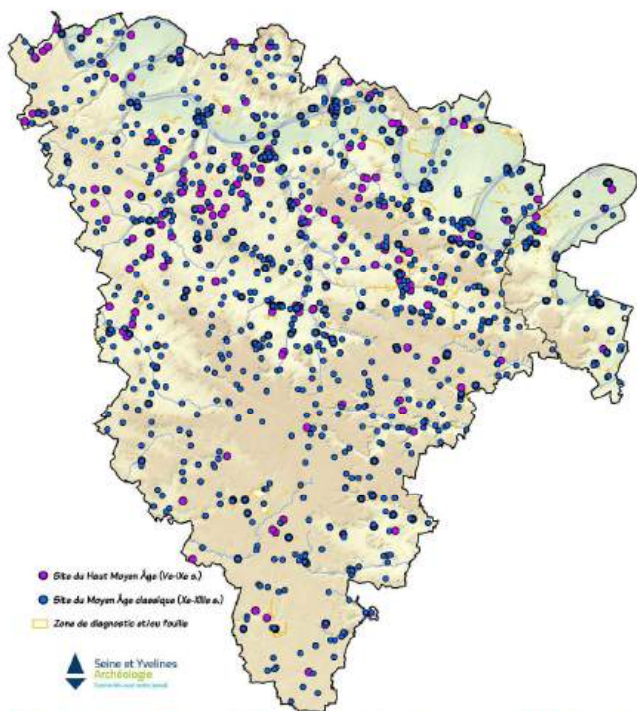 Site du Haut Moyen Âge (Ve-IXe s.)
Site du Moyen Âge classique (Xe-XIIIe s.)
Zone de diagnostic et/ou fouille
Seine et Yvelines
Archéologie